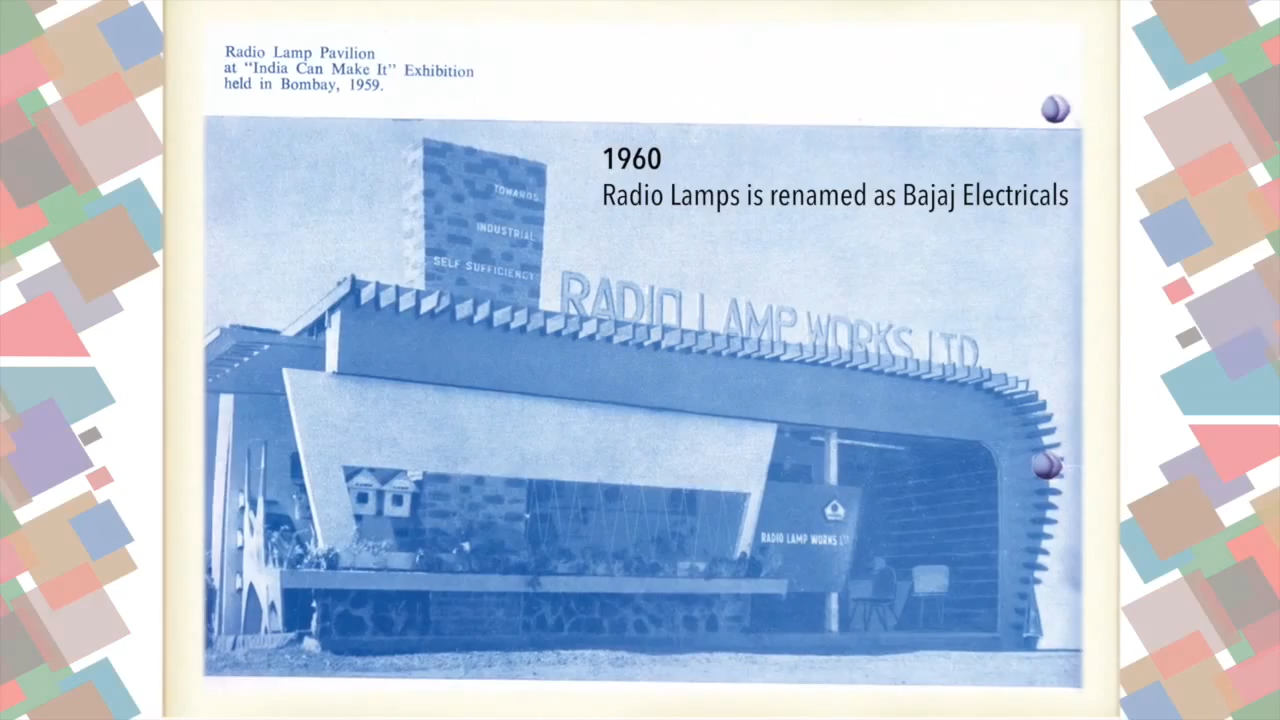 Radio Lamp Pavilion
at “India Can Make It” Exhibition
held in Bombay, 1959.
1960
Radio Lamps is renamed as Bajaj Electricals
TOWARDS
INDUSTRIAL
SELF SUFFICIENCY
RADIO LAMP WORKS LTD
RADIO LAMP WORKS LTD